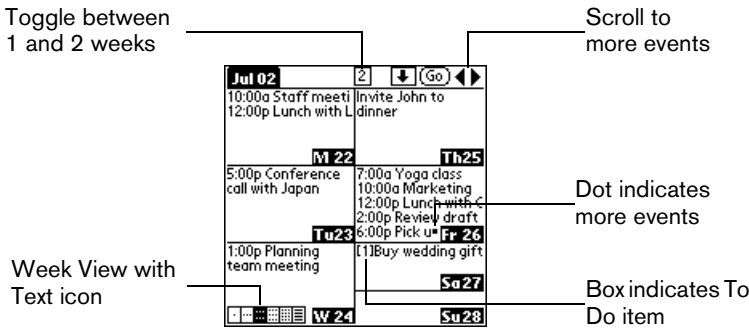 Toggle between
1 and 2 weeks
Scroll to
more events
Jul 02
2
Go
10:00a Staff meeti
12:00p Lunch with L
M 22
Invite John to
dinner
Th25
5:00p Conference
call with Japan
Tu23
7:00a Yoga class
10:00a Marketing
12:00p Lunch with C
2:00p Review draft
6:00p Pick u
Fr 26
Dot indicates
more events
1:00p Planning
team meeting
W 24
[1]Buy wedding gift
Sa27
Su28
Week View with
Text icon
Box indicates To
Do item